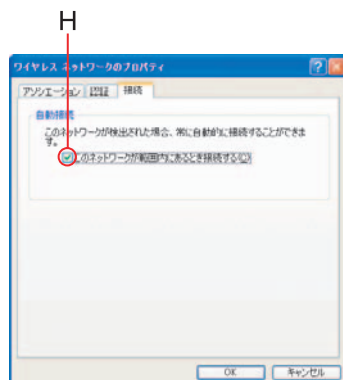 H
ワイヤレス ネットワークのプロパティ
アソシエーション 認証 接続
自動接続
このネットワークが検出された場合、常に自動的に接続することができま
す。
このネットワークが範囲内にあるとき接続する(C)
OK キャンセル